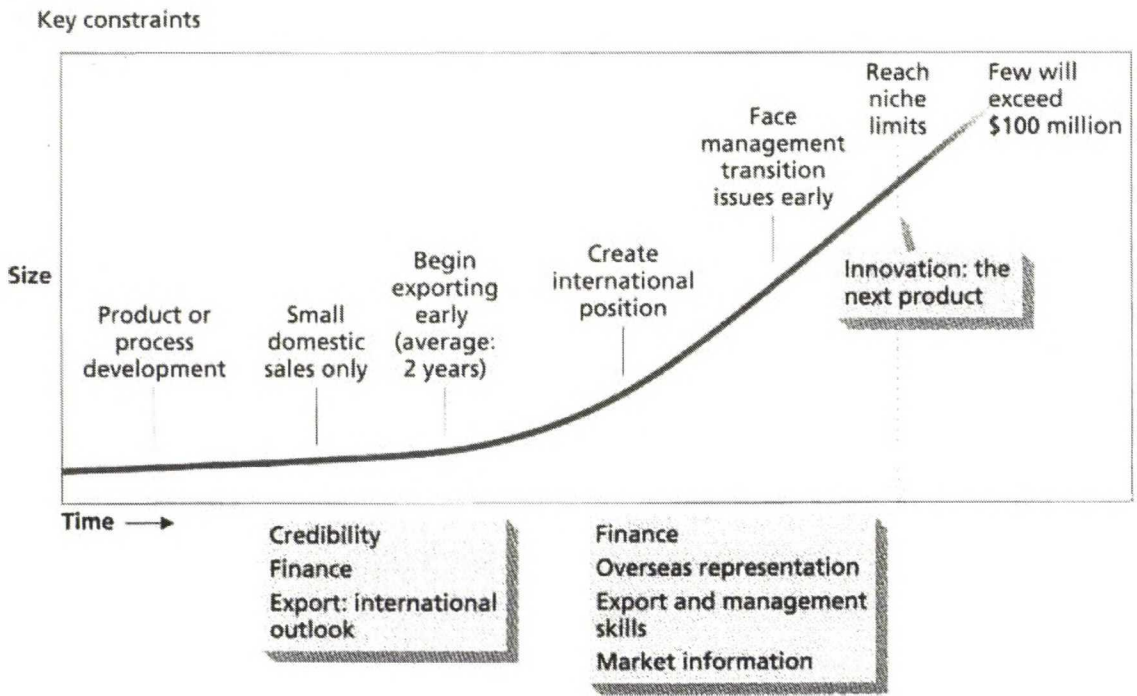 Key constraints
Reach
niche
limits
Few will
exceed
$100 million
Face
management
transition
issues early
Create
international
position
Begin
exporting
early
(average:
2 years)
Small
domestic
sales only
Product or
process
development
Size
Innovation: the
next product
Time
Credibility
Finance
Export: international
outlook
Finance
Overseas representation
Export and management
skills
Market information